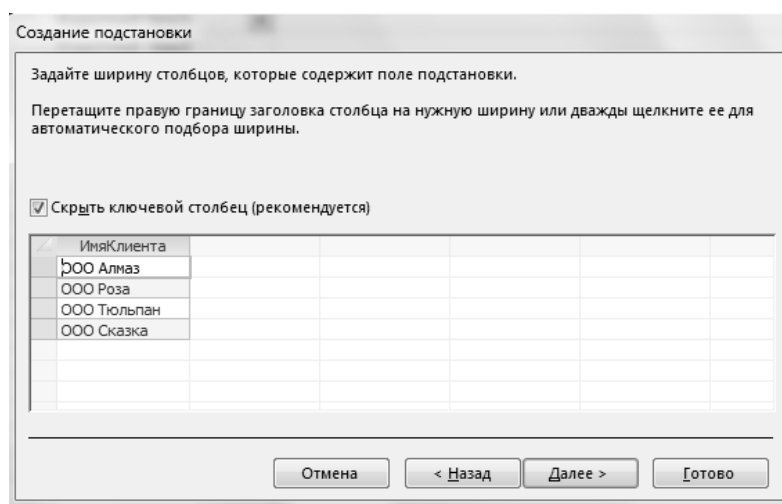 Создание подстановки
Задайте ширину столбцов, которые содержит поле подстановки.
Перетащите правую границу заголовка столбца на нужную ширину или дважды щелкните ее для
автоматического подбора ширины.
Скрыть ключевой столбец (рекомендуется)
ИмяКлиента
ООО Алмаз
ООО Роза
ООО Тюльпан
ООО Сказка
Отмена
< Назад
Далее >
Готово